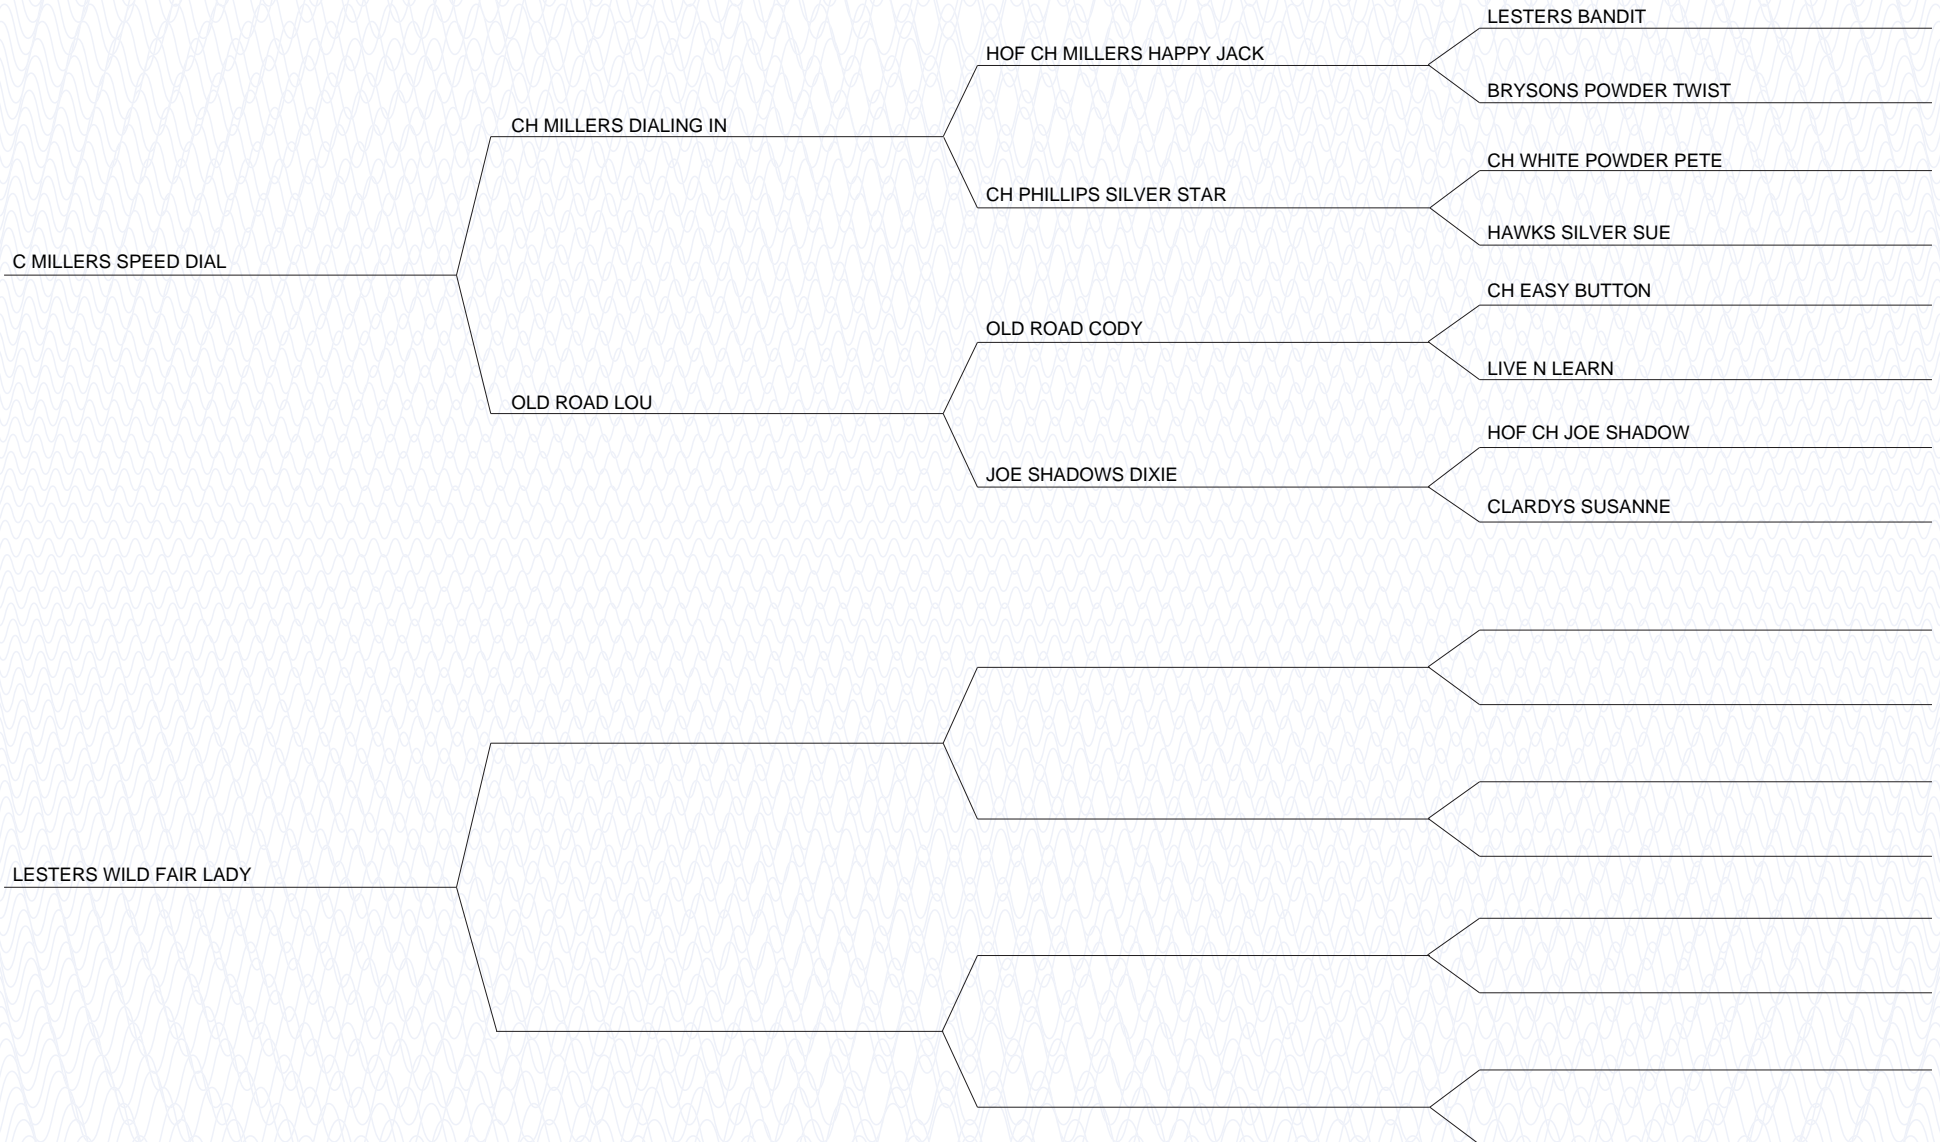 LESTERS BANDIT
HOF CH MILLERS HAPPY JACK
BRYSONS POWDER TWIST
CH MILLERS DIALING IN
CH WHITE POWDER PETE
CH PHILLIPS SILVER STAR
HAWKS SILVER SUE
C MILLERS SPEED DIAL
CH EASY BUTTON
OLD ROAD CODY
LIVE N LEARN
OLD ROAD LOU
HOF CH JOE SHADOW
JOE SHADOWS DIXIE
CLARDYS SUSANNE
LESTERS WILD FAIR LADY